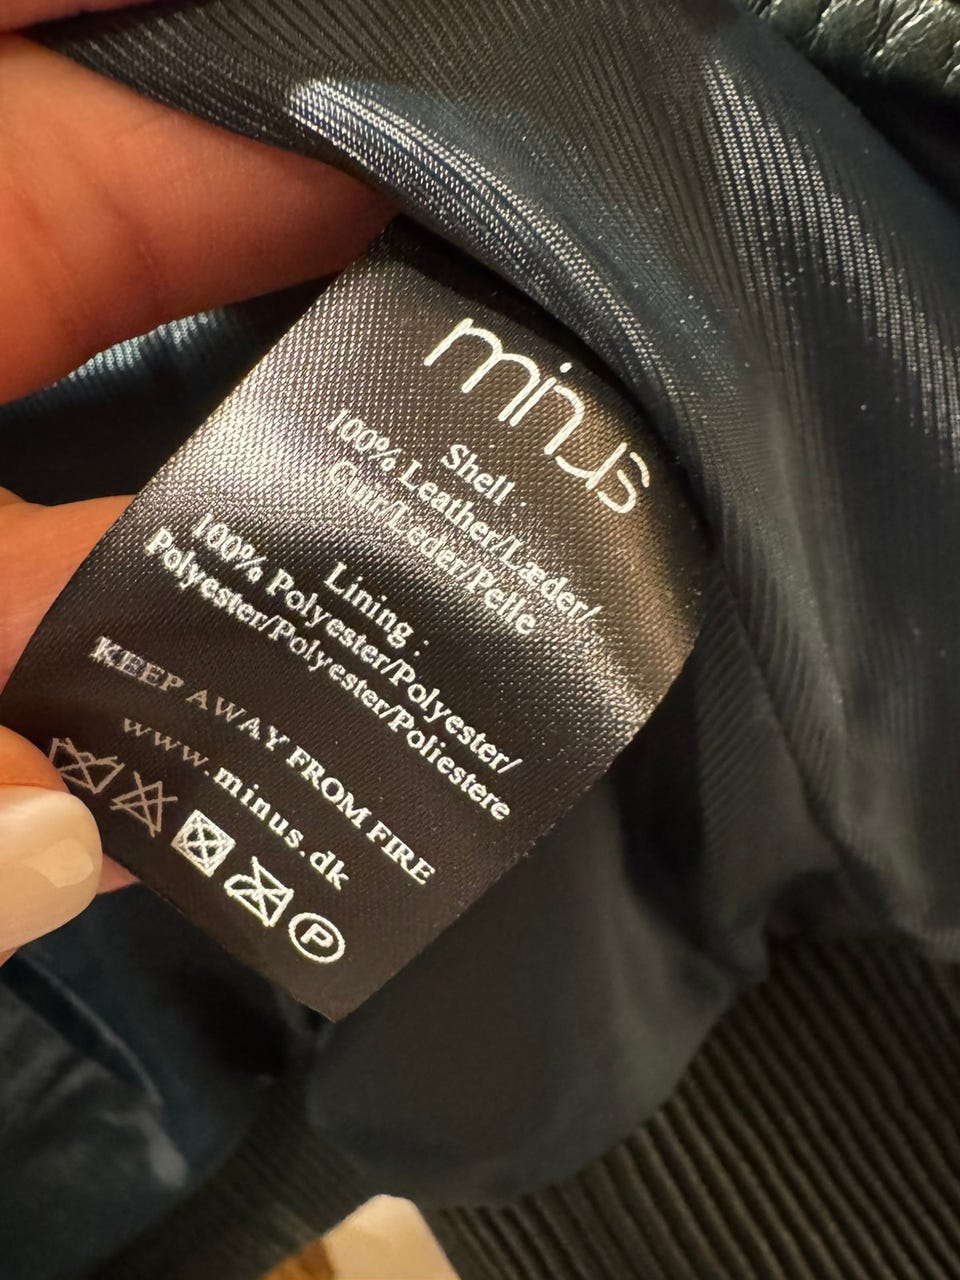 minus
Shell :
100% Leather/Læder/
Cuir/Leder/Pelle
Lining :
100% Polyester/Polyester/
Polyester/Polyester/Poliestere
KEEP AWAY FROM FIRE
www.minus.dk
P